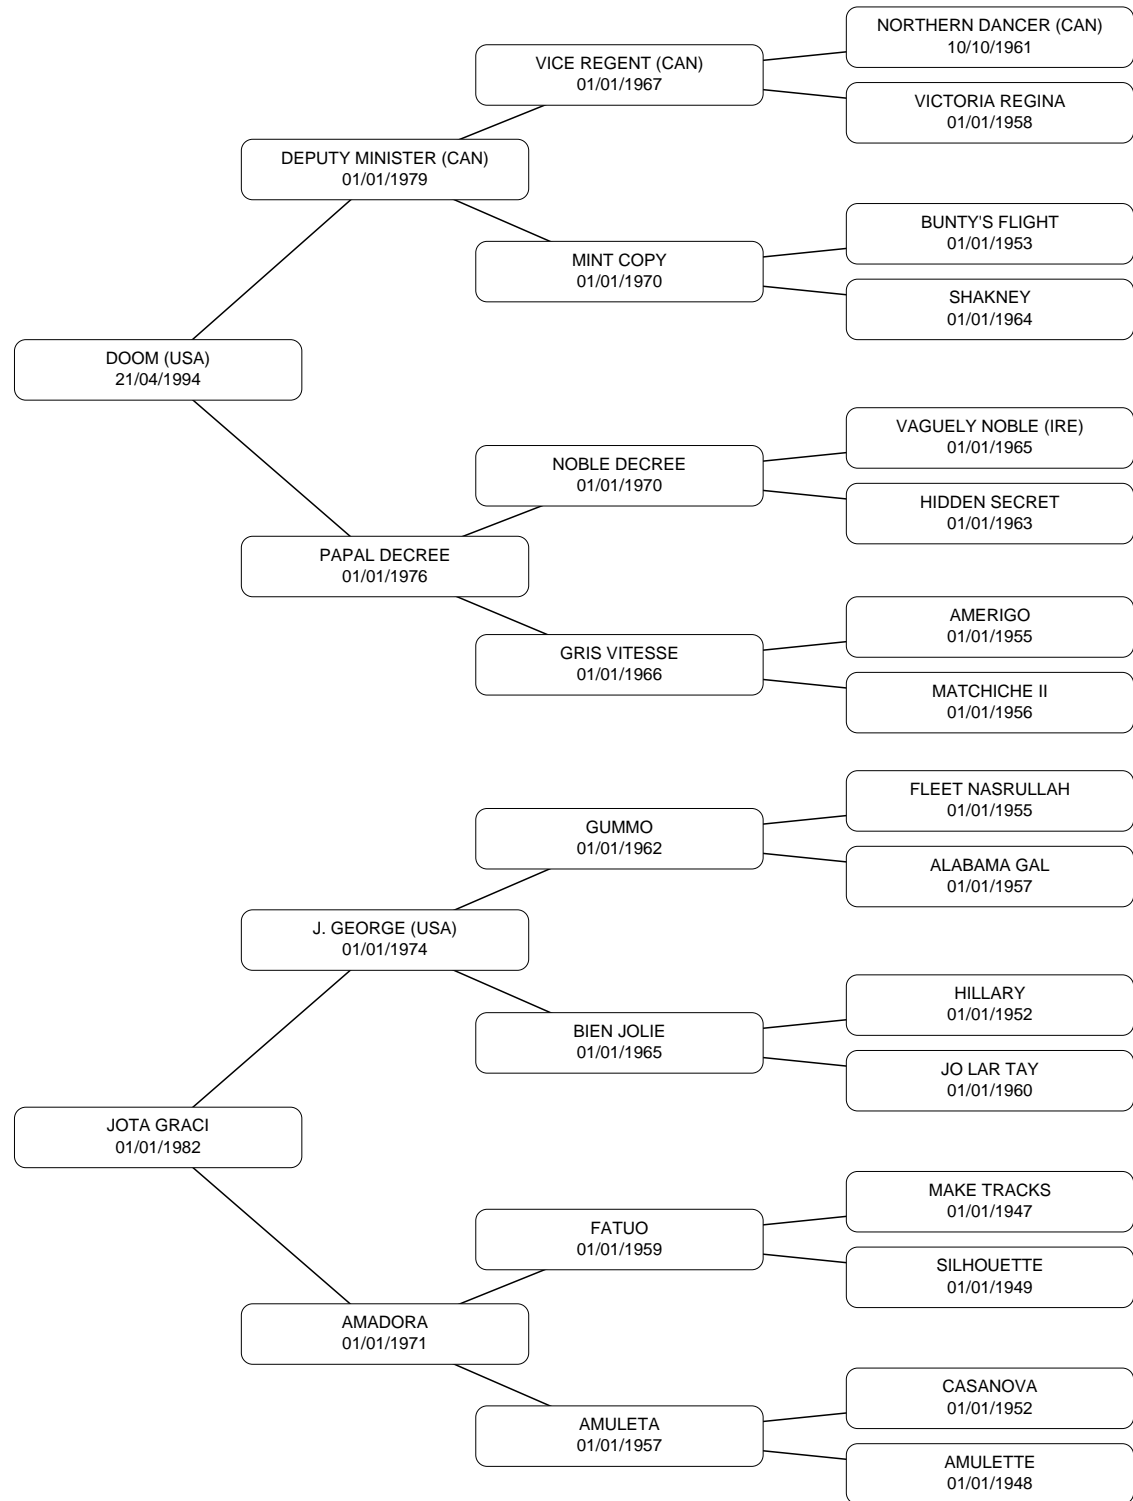 NORTHERN DANCER (CAN)
10/10/1961
VICE REGENT (CAN)
01/01/1967
VICTORIA REGINA
01/01/1958
DEPUTY MINISTER (CAN)
01/01/1979
BUNTY'S FLIGHT
01/01/1953
MINT COPY
01/01/1970
SHAKNEY
01/01/1964
DOOM (USA)
21/04/1994
VAGUELY NOBLE (IRE)
01/01/1965
NOBLE DECREE
01/01/1970
HIDDEN SECRET
01/01/1963
PAPAL DECREE
01/01/1976
AMERIGO
01/01/1955
GRIS VITESSE
01/01/1966
MATCHICHE II
01/01/1956
FLEET NASRULLAH
01/01/1955
GUMMO
01/01/1962
ALABAMA GAL
01/01/1957
J. GEORGE (USA)
01/01/1974
HILLARY
01/01/1952
BIEN JOLIE
01/01/1965
JO LAR TAY
01/01/1960
JOTA GRACI
01/01/1982
MAKE TRACKS
01/01/1947
FATUO
01/01/1959
SILHOUETTE
01/01/1949
AMADORA
01/01/1971
CASANOVA
01/01/1952
AMULETA
01/01/1957
AMULETTE
01/01/1948